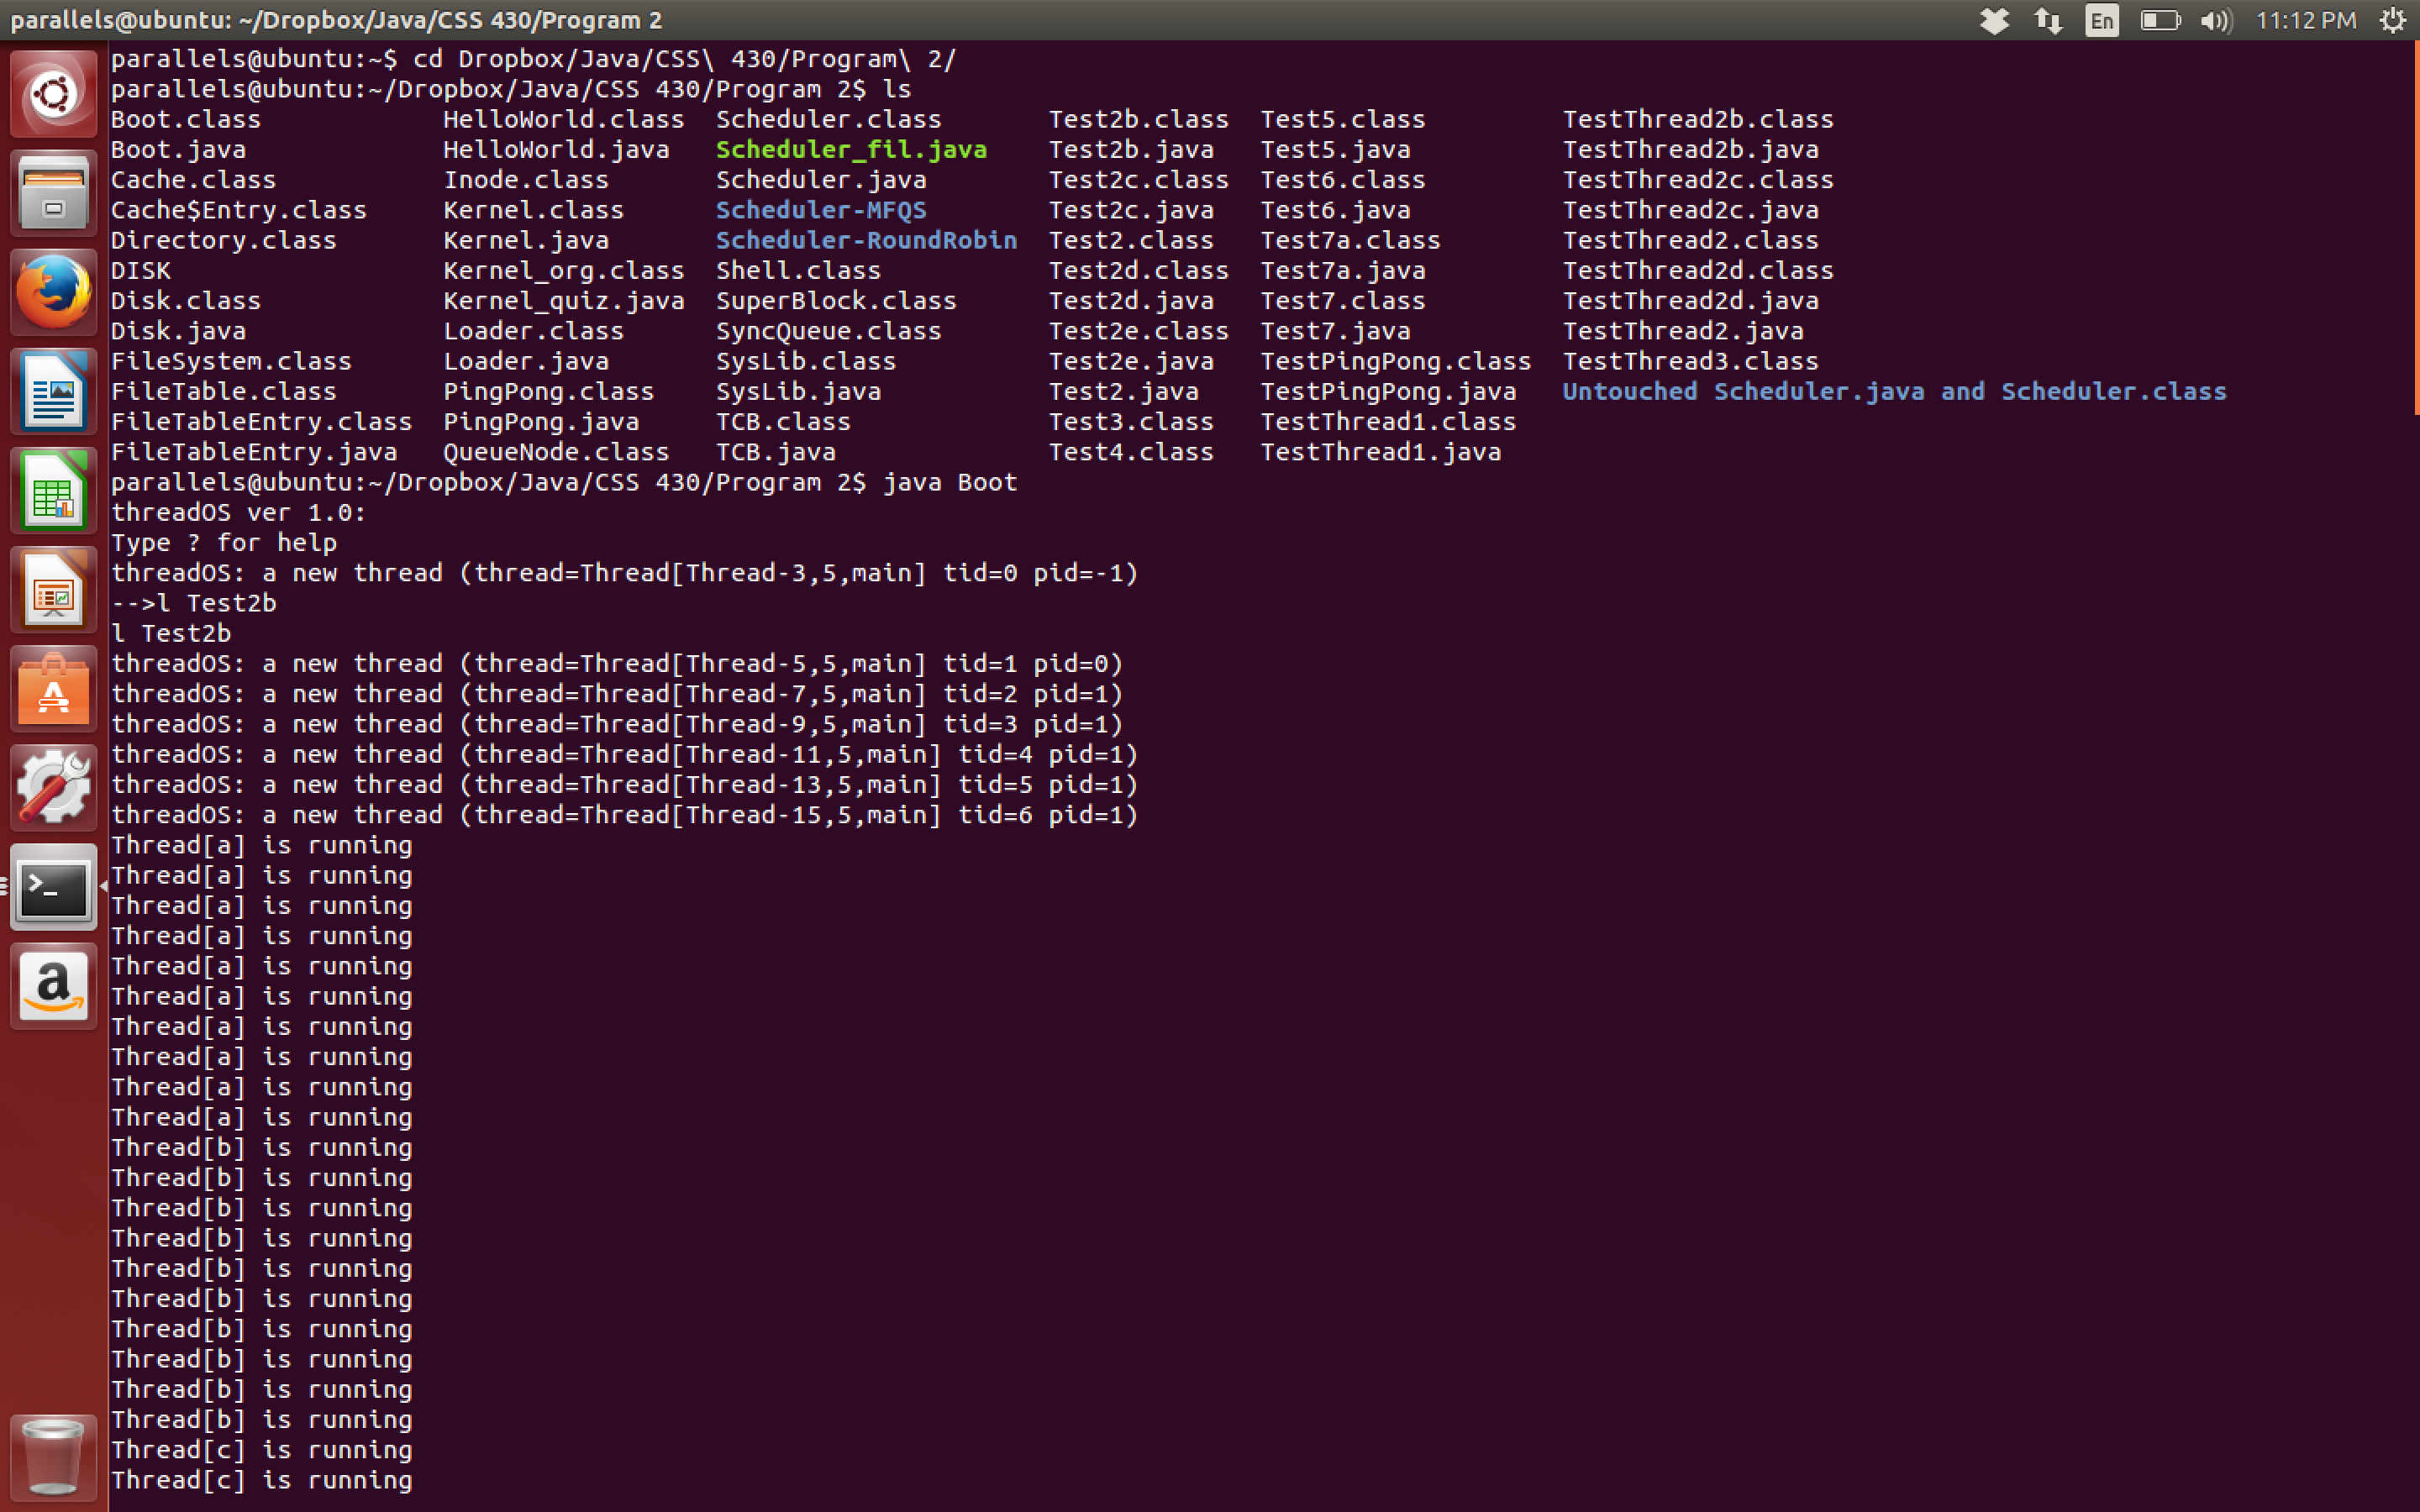 parallels@ubuntu: ~/Dropbox/Java/CSS 430/Program 2 En 11:12 PM
parallels@ubuntu:~$ cd Dropbox/Java/CSS\ 430/Program\ 2/
parallels@ubuntu:~/Dropbox/Java/CSS 430/Program 2$ ls
Boot.class HelloWorld.class Scheduler.class Test2b.class Test5.class TestThread2b.class
Boot.java HelloWorld.java Scheduler_fil.java Test2b.java Test5.java TestThread2b.java
Cache.class Inode.class Scheduler.java Test2c.class Test6.class TestThread2c.class
Cache$Entry.class Kernel.class Scheduler-MFQS Test2c.java Test6.java TestThread2c.java
Directory.class Kernel.java Scheduler-RoundRobin Test2.class Test7a.class TestThread2.class
DISK Kernel_org.class Shell.class Test2d.class Test7a.java TestThread2d.class
Disk.class Kernel_quiz.java SuperBlock.class Test2d.java Test7.class TestThread2d.java
Disk.java Loader.class SyncQueue.class Test2e.class Test7.java TestThread2.java
FileSystem.class Loader.java SysLib.class Test2e.java TestPingPong.class TestThread3.class
FileTable.class PingPong.class SysLib.java Test2.java TestPingPong.java Untouched Scheduler.java and Scheduler.class
FileTableEntry.class PingPong.java TCB.class Test3.class TestThread1.class
FileTableEntry.java QueueNode.class TCB.java Test4.class TestThread1.java
parallels@ubuntu:~/Dropbox/Java/CSS 430/Program 2$ java Boot
threadOS ver 1.0:
Type ? for help
threadOS: a new thread (thread=Thread[Thread-3,5,main] tid=0 pid=-1)
-->l Test2b
l Test2b
threadOS: a new thread (thread=Thread[Thread-5,5,main] tid=1 pid=0)
threadOS: a new thread (thread=Thread[Thread-7,5,main] tid=2 pid=1)
threadOS: a new thread (thread=Thread[Thread-9,5,main] tid=3 pid=1)
threadOS: a new thread (thread=Thread[Thread-11,5,main] tid=4 pid=1)
threadOS: a new thread (thread=Thread[Thread-13,5,main] tid=5 pid=1)
threadOS: a new thread (thread=Thread[Thread-15,5,main] tid=6 pid=1)
Thread[a] is running
Thread[a] is running
Thread[a] is running
Thread[a] is running
Thread[a] is running
Thread[a] is running
Thread[a] is running
Thread[a] is running
Thread[a] is running
Thread[a] is running
Thread[b] is running
Thread[b] is running
Thread[b] is running
Thread[b] is running
Thread[b] is running
Thread[b] is running
Thread[b] is running
Thread[b] is running
Thread[b] is running
Thread[b] is running
Thread[c] is running
Thread[c] is running